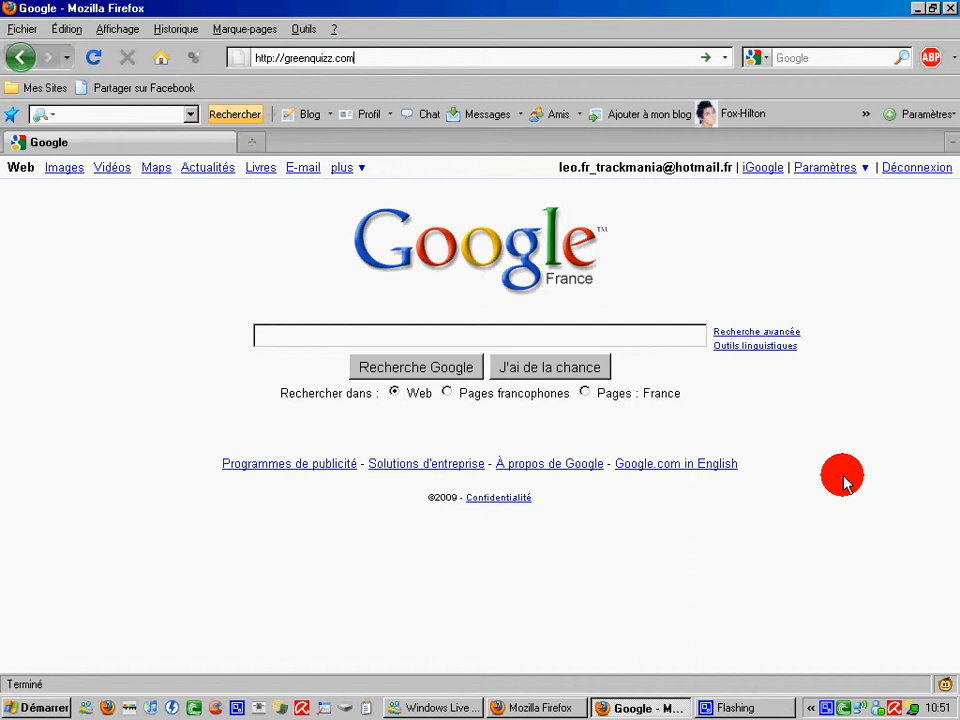 Google - Mozilla Firefox
Fichier Édition Affichage Historique Marque-pages Outils ?
http://greenquizz.com Google ABP
Mes Sites Partager sur Facebook
Rechercher Blog Profil Chat Messages Amis Ajouter à mon blog Fox-Hilton » Paramètres
Google
Web Images Vidéos Maps Actualités Livres E-mail plus ▼ leo.fr_trackmania@hotmail.fr | iGoogle | Paramètres ▼ | Déconnexion
Google™
France
Recherche avancée
Outils linguistiques
Recherche Google J'ai de la chance
Rechercher dans : Web Pages francophones Pages : France
Programmes de publicité - Solutions d'entreprise - À propos de Google - Google.com in English
©2009 - Confidentialité
Terminé
Démarrer Windows Live ... Mozilla Firefox Google - M... Flashing « 10:51